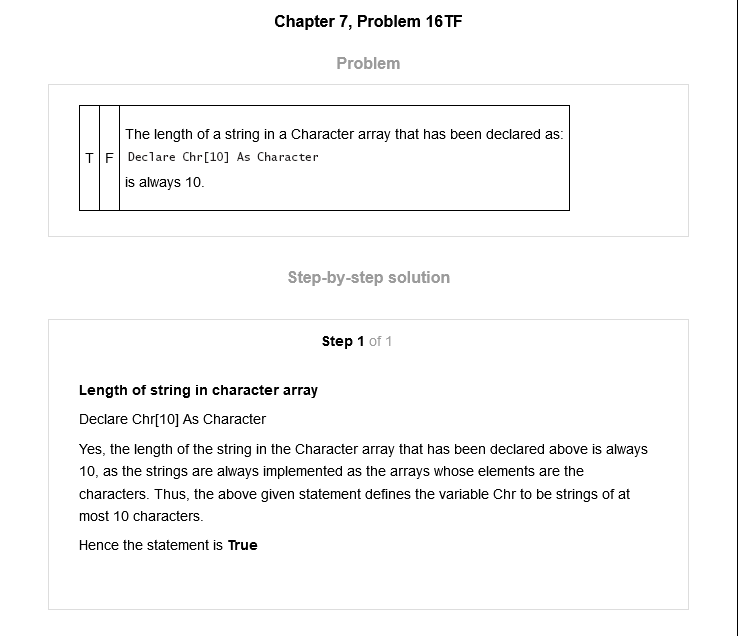 Chapter 7, Problem 16TF
Problem
T F
The length of a string in a Character array that has been declared as:
Declare Chr[10] As Character
is always 10.
Step-by-step solution
Step 1 of 1
Length of string in character array
Declare Chr[10] As Character
Yes, the length of the string in the Character array that has been declared above is always
10, as the strings are always implemented as the arrays whose elements are the
characters. Thus, the above given statement defines the variable Chr to be strings of at
most 10 characters.
Hence the statement is True